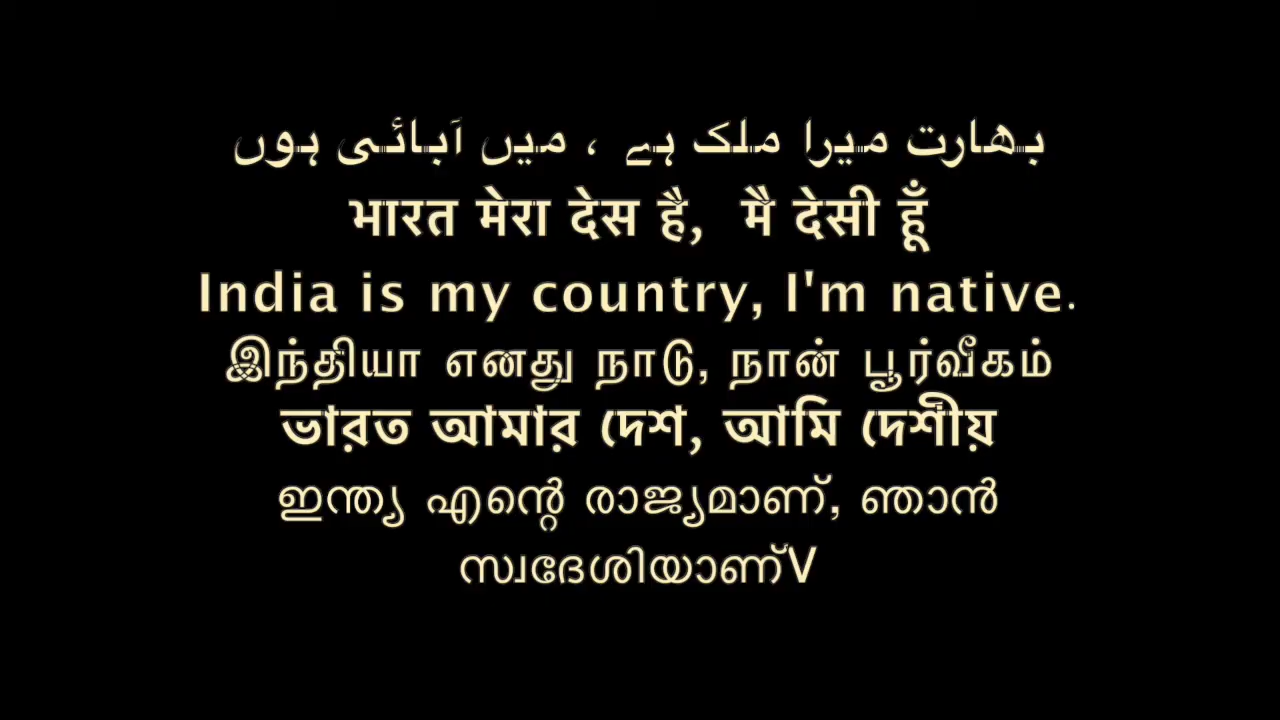 بھارت میرا ملک ہے ، میں آبائی ہوں
भारत मेरा देस है, मै देसी हूँ
India is my country, I'm native.
இந்தியா எனது நாடு, நான் பூர்வீகம்
ভারত আমার দেশ, আমি দেশীয়
ഇന്ത്യ എന്റെ രാജ്യമാണ്, ഞാൻ
സ്വദേശിയാണ്V